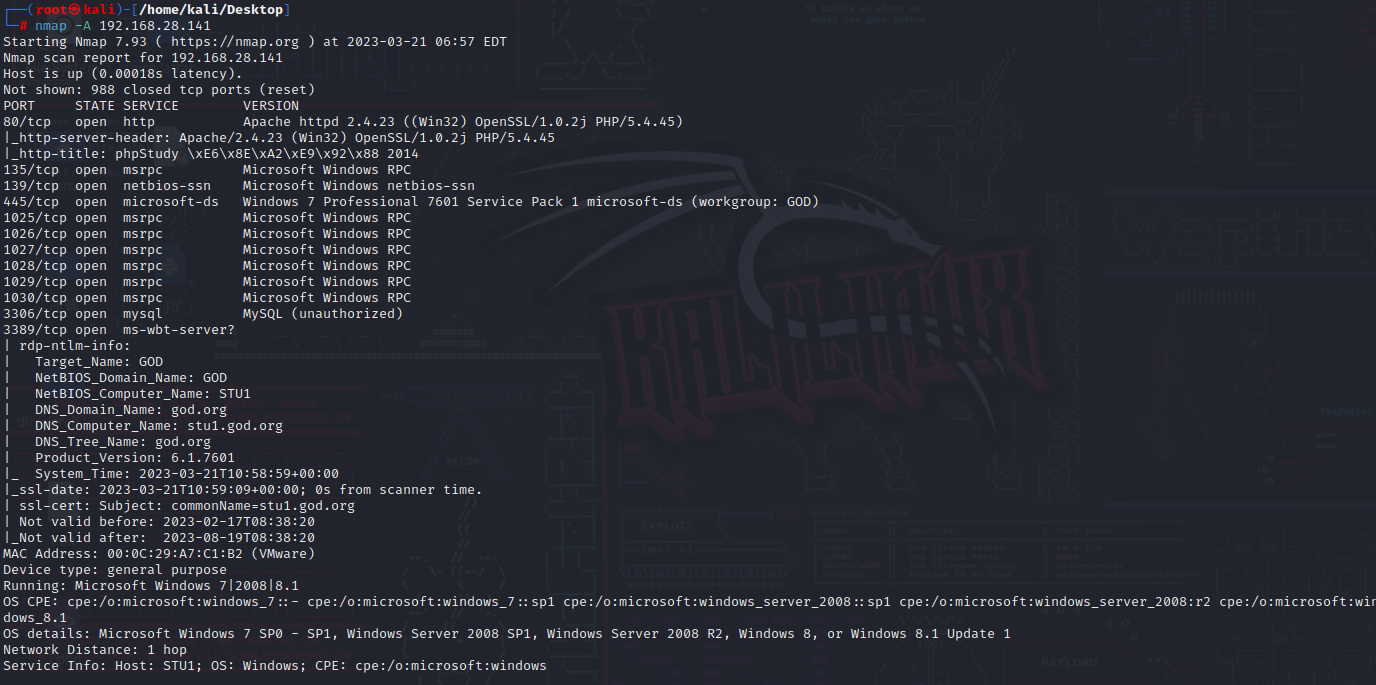 ┌──(root㉿kali)-[/home/kali/Desktop]
└─# nmap -A 192.168.28.141
Starting Nmap 7.93 ( https://nmap.org ) at 2023-03-21 06:57 EDT
Nmap scan report for 192.168.28.141
Host is up (0.00018s latency).
Not shown: 988 closed tcp ports (reset)
PORT     STATE SERVICE        VERSION
80/tcp   open  http           Apache httpd 2.4.23 ((Win32) OpenSSL/1.0.2j PHP/5.4.45)
|_http-server-header: Apache/2.4.23 (Win32) OpenSSL/1.0.2j PHP/5.4.45
|_http-title: phpStudy \xE6\x8E\xA2\xE9\x92\x88 2014
135/tcp  open  msrpc          Microsoft Windows RPC
139/tcp  open  netbios-ssn    Microsoft Windows netbios-ssn
445/tcp  open  microsoft-ds   Windows 7 Professional 7601 Service Pack 1 microsoft-ds (workgroup: GOD)
1025/tcp open  msrpc          Microsoft Windows RPC
1026/tcp open  msrpc          Microsoft Windows RPC
1027/tcp open  msrpc          Microsoft Windows RPC
1028/tcp open  msrpc          Microsoft Windows RPC
1029/tcp open  msrpc          Microsoft Windows RPC
1030/tcp open  msrpc          Microsoft Windows RPC
3306/tcp open  mysql          MySQL (unauthorized)
3389/tcp open  ms-wbt-server?
| rdp-ntlm-info:
|   Target_Name: GOD
|   NetBIOS_Domain_Name: GOD
|   NetBIOS_Computer_Name: STU1
|   DNS_Domain_Name: god.org
|   DNS_Computer_Name: stu1.god.org
|   DNS_Tree_Name: god.org
|   Product_Version: 6.1.7601
|_  System_Time: 2023-03-21T10:58:59+00:00
|_ssl-date: 2023-03-21T10:59:09+00:00; 0s from scanner time.
| ssl-cert: Subject: commonName=stu1.god.org
| Not valid before: 2023-02-17T08:38:20
|_Not valid after:  2023-08-19T08:38:20
MAC Address: 00:0C:29:A7:C1:B2 (VMware)
Device type: general purpose
Running: Microsoft Windows 7|2008|8.1
OS CPE: cpe:/o:microsoft:windows_7::- cpe:/o:microsoft:windows_7::sp1 cpe:/o:microsoft:windows_server_2008::sp1 cpe:/o:microsoft:windows_server_2008:r2 cpe:/o:microsoft:win
dows_8.1
OS details: Microsoft Windows 7 SP0 - SP1, Windows Server 2008 SP1, Windows Server 2008 R2, Windows 8, or Windows 8.1 Update 1
Network Distance: 1 hop
Service Info: Host: STU1; OS: Windows; CPE: cpe:/o:microsoft:windows
KALI LINUX
PAYLOAD
RECON
EXPLOIT
LOOT